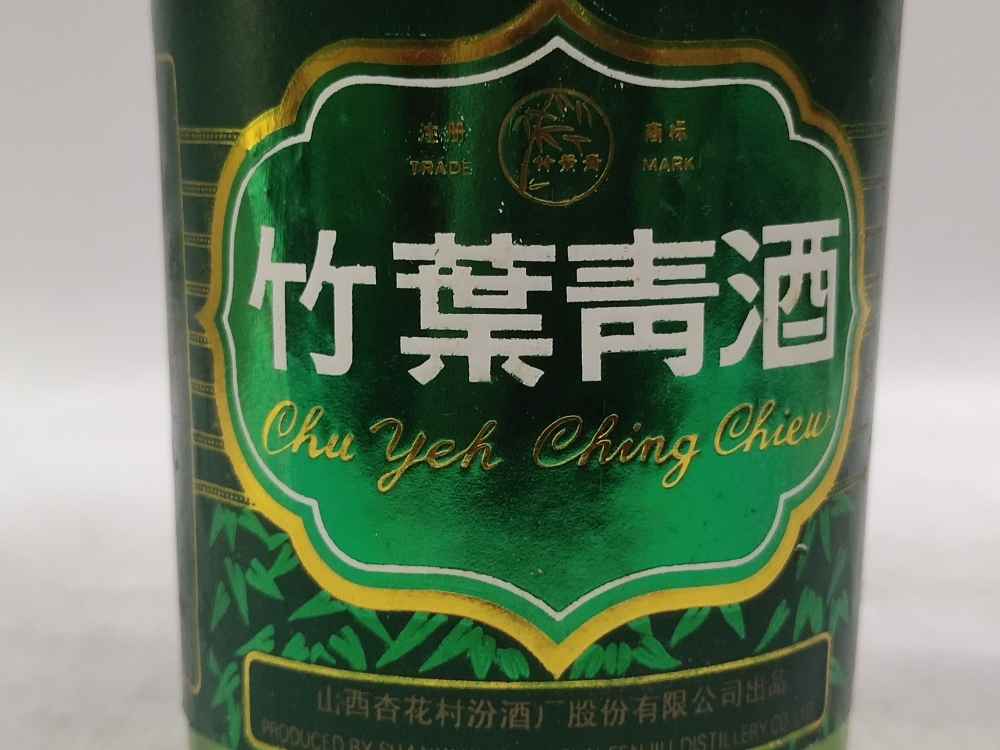 注册 商标
TRADE MARK
竹葉青
竹葉青酒
Chu Yeh Ching Chiew
山西杏花村汾酒厂股份有限公司出品
PRODUCED BY FENJIU DISTILLERY CO.